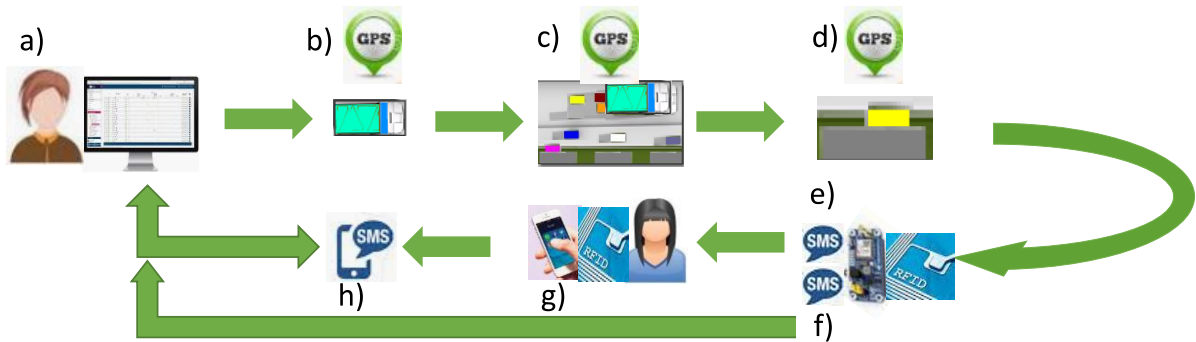 a)
b)
GPS
c)
GPS
d)
GPS
e)
SMS
SMS
RFID
f)
RFID
g)
SMS
h)